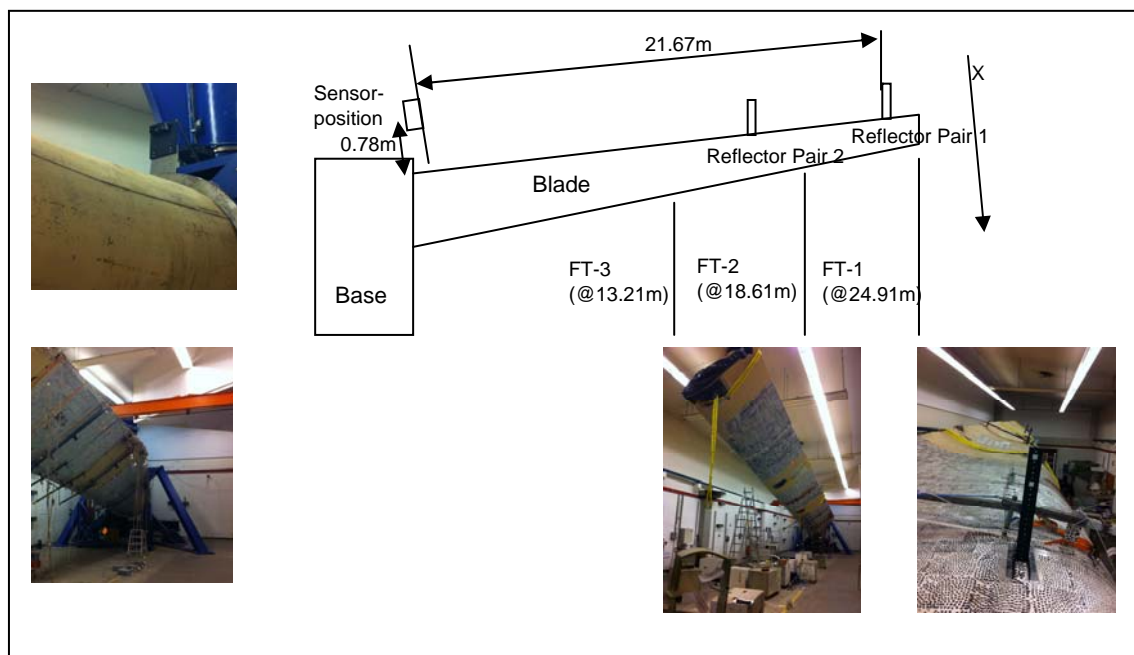 21.67m
X
Sensor-
position
0.78m
Reflector Pair 1
Reflector Pair 2
Blade
Base
FT-3
(@13.21m)
FT-2
(@18.61m)
FT-1
(@24.91m)